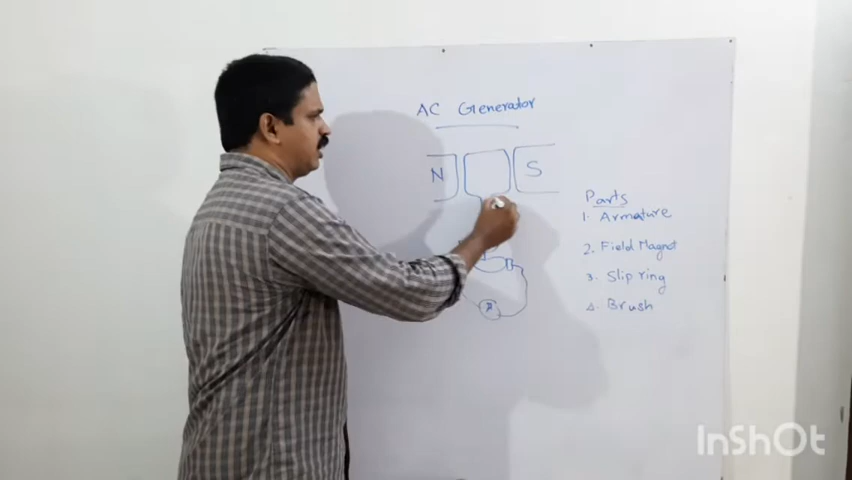 AC Generator
N S
Parts
1. Armature
2. Field Magnet
3. Slip ring
4. Brush
InShOt